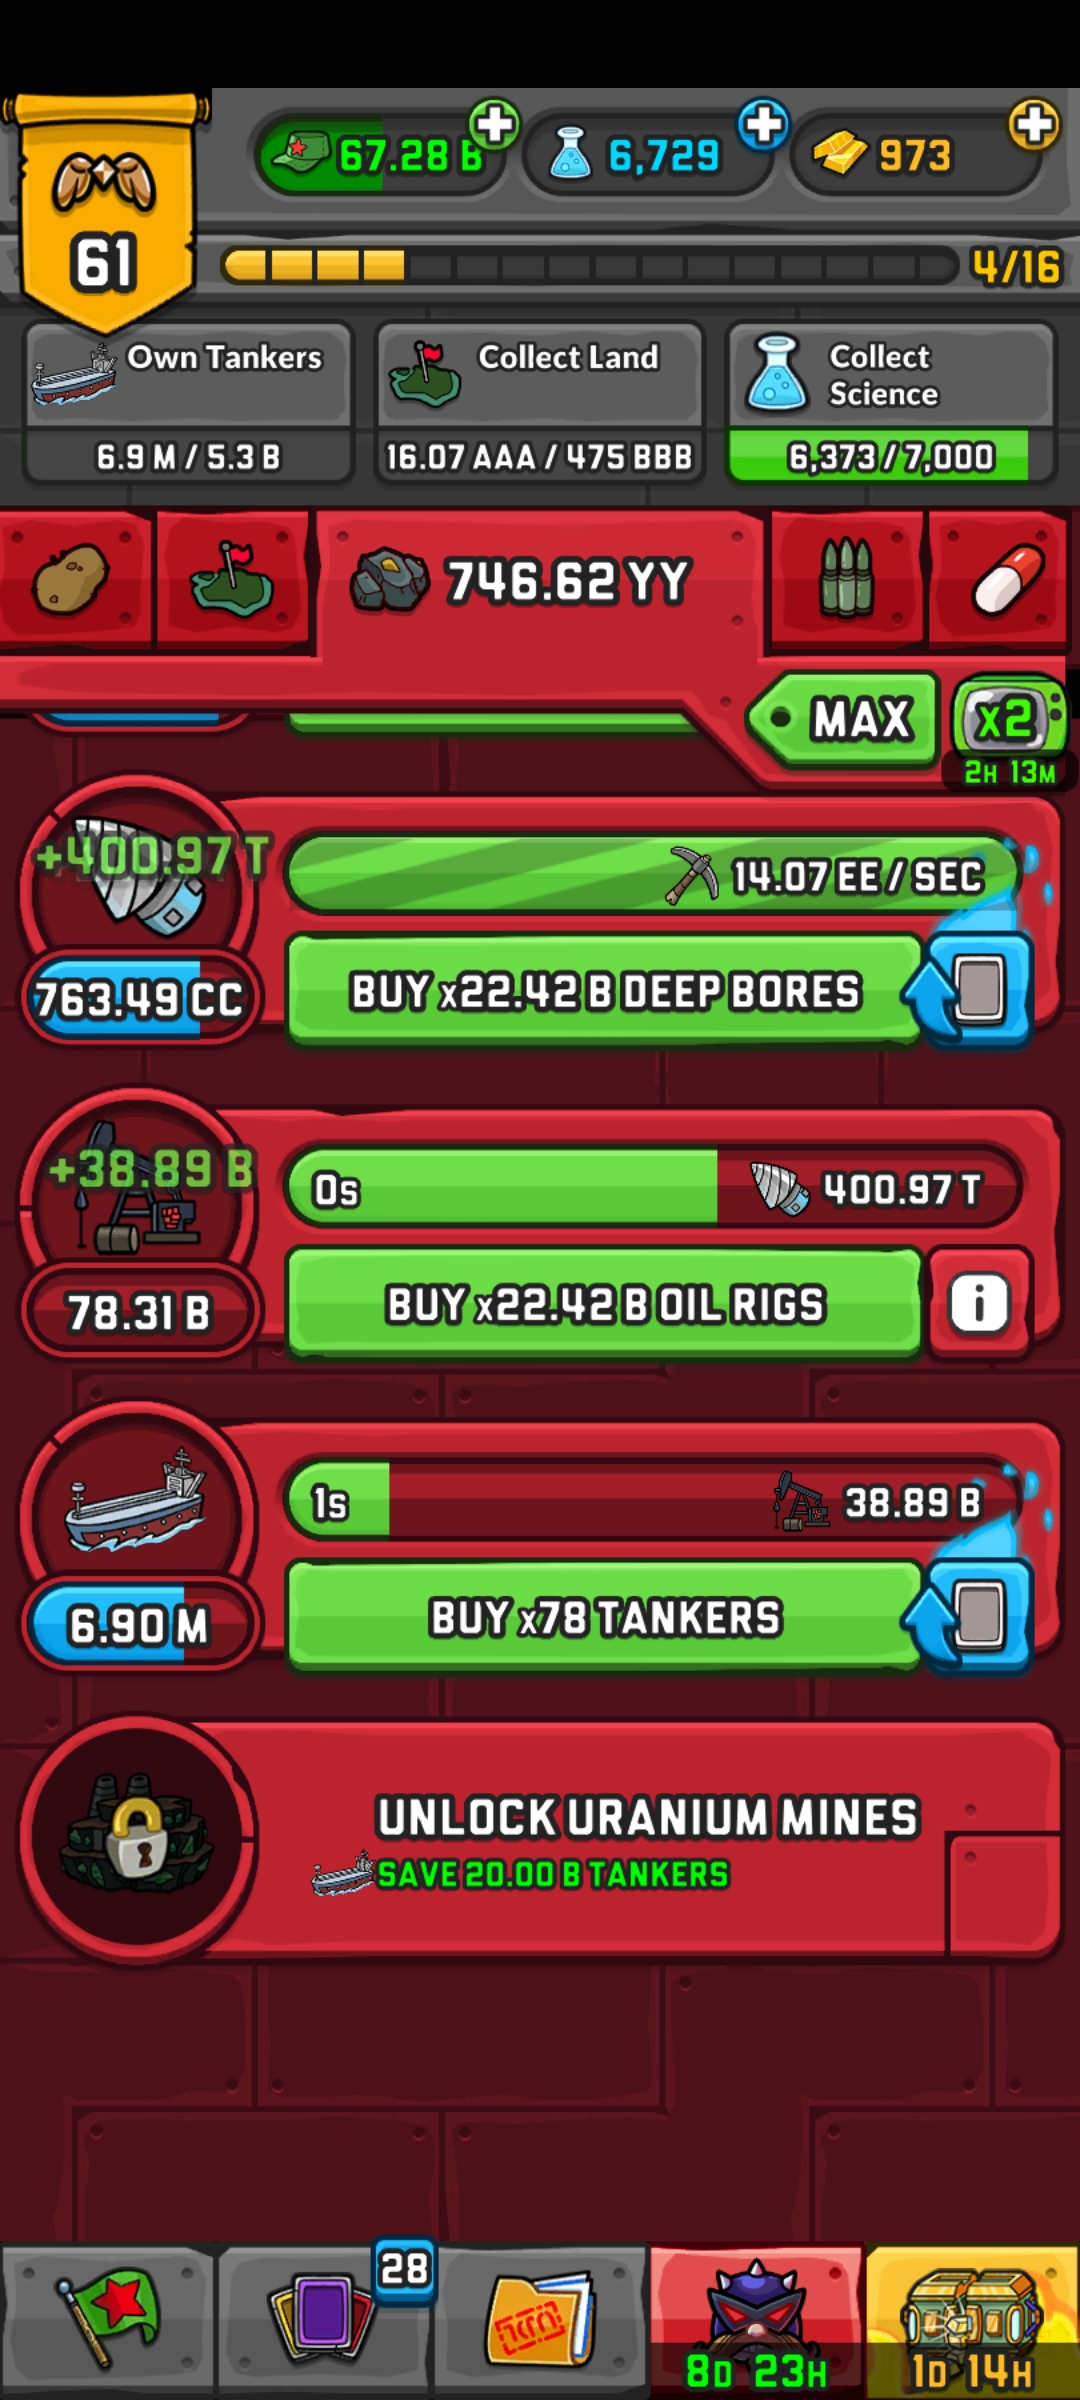 67.28 B
6,729
973
61
4/16
Own Tankers
6.9 M / 5.3 B
Collect Land
16.07 AAA / 475 BBB
Collect
Science
6,373 / 7,000
746.62 YY
MAX
x2
2H 13M
+400.97 T
14.07 EE / SEC
763.49 CC
BUY x22.42 B DEEP BORES
+38.89 B
0s
400.97 T
78.31 B
BUY x22.42 B OIL RIGS
i
1s
38.89 B
6.90 M
BUY x78 TANKERS
UNLOCK URANIUM MINES
SAVE 20.00 B TANKERS
28
8D 23H
1D 14H